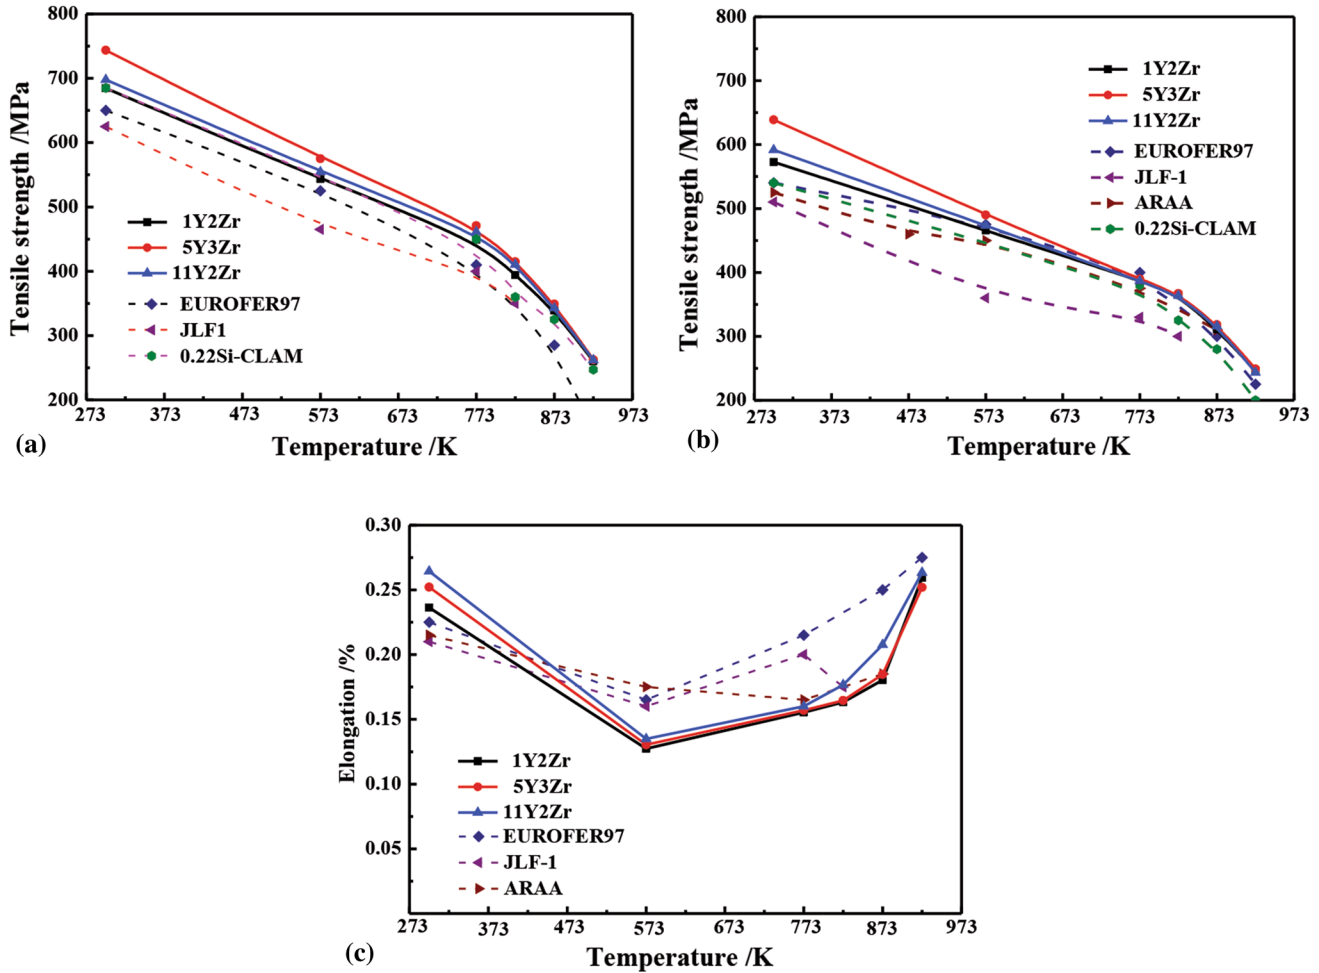 800
700
600
500
400
300
200
Tensile strength /MPa
1Y2Zr
5Y3Zr
11Y2Zr
EUROFER97
JLF1
0.22Si-CLAM
273 373 473 573 673 773 873 973
Temperature /K
(a)
800
700
600
500
400
300
200
Tensile strength /MPa
1Y2Zr
5Y3Zr
11Y2Zr
EUROFER97
JLF-1
ARAA
0.22Si-CLAM
273 373 473 573 673 773 873 973
Temperature /K
(b)
0.30
0.25
0.20
0.15
0.10
0.05
Elongation /%
1Y2Zr
5Y3Zr
11Y2Zr
EUROFER97
JLF-1
ARAA
273 373 473 573 673 773 873 973
Temperature /K
(c)